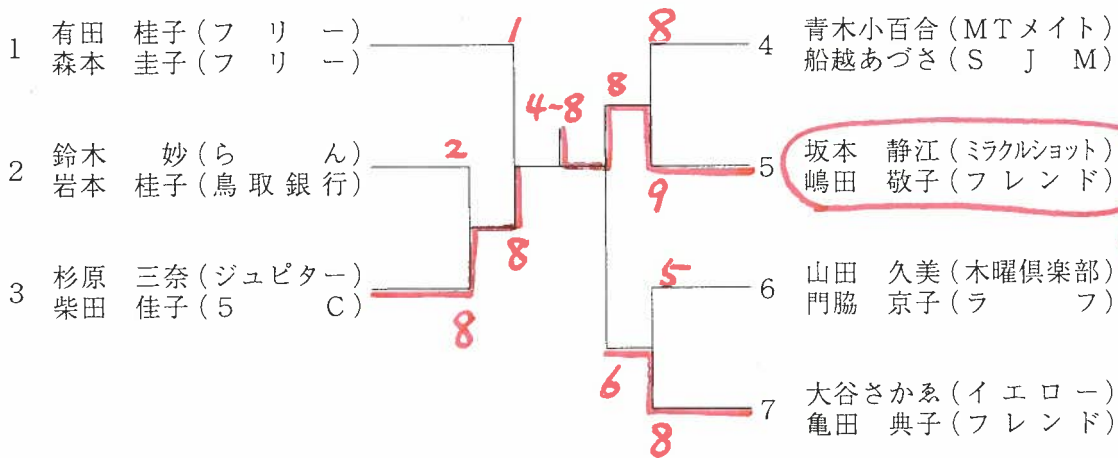 1 有田 桂子(フリー)
森本 圭子(フリー)
2 鈴木 妙(らん)
岩本 桂子(鳥取銀行)
3 杉原 三奈(ジュピター)
柴田 佳子(5C)
1
2
8
8
4-8
8
8
9
5
6
8
4 青木小百合(MTメイト)
船越あづさ(SJM)
5 坂本 静江(ミラクルショット)
嶋田 敬子(フレンド)
6 山田 久美(木曜倶楽部)
門脇 京子(ラフ)
7 大谷さかゑ(イエロー)
亀田 典子(フレンド)